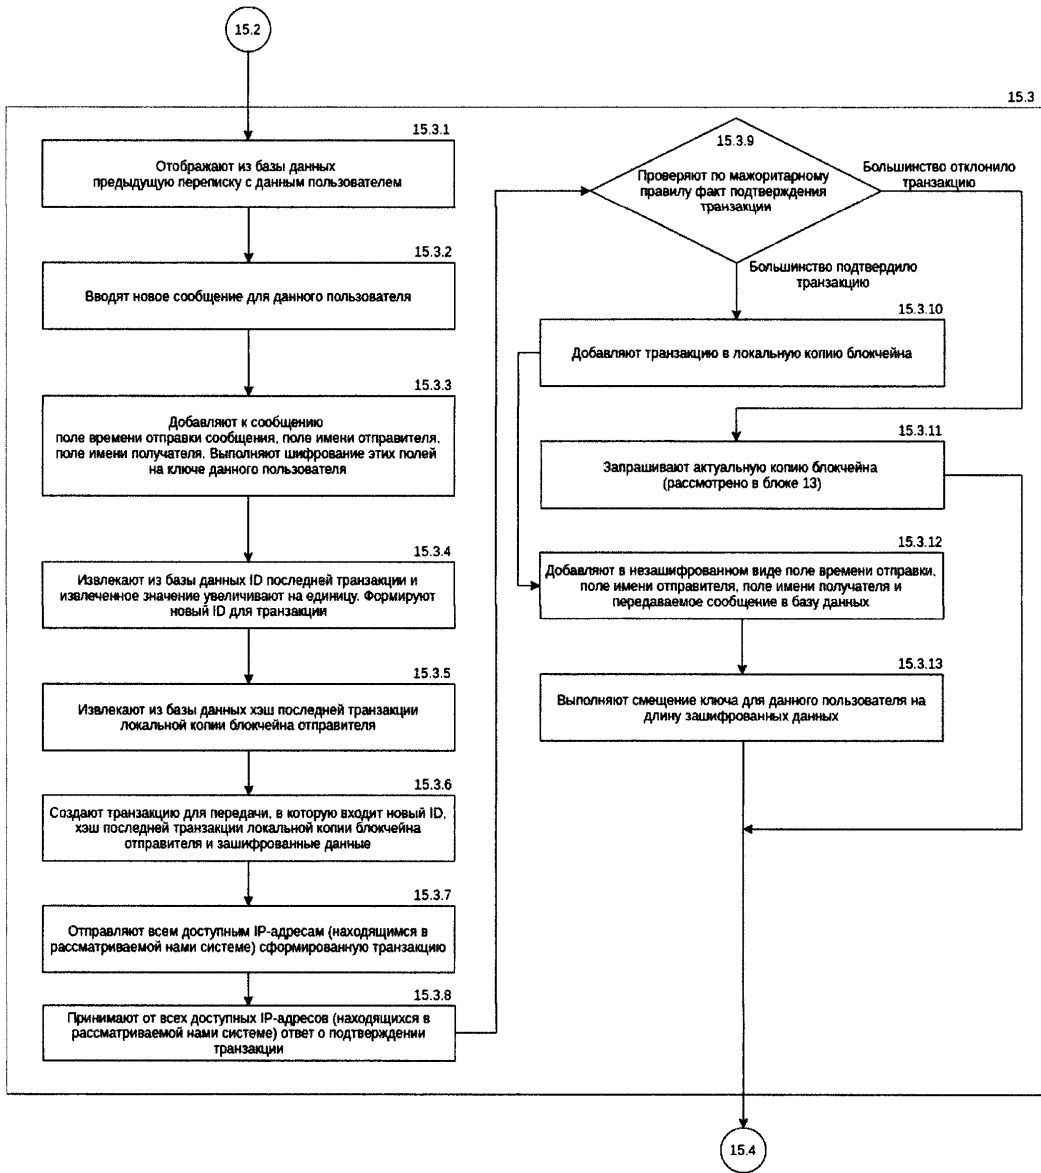 15.2
15.3
15.3.1
Отображают из базы данных
предыдущую переписку с данным пользователем
15.3.2
Вводят новое сообщение для данного пользователя
15.3.3
Добавляют к сообщению
поле времени отправки сообщения, поле имени отправителя,
поле имени получателя. Выполняют шифрование этих полей
на ключе данного пользователя
15.3.4
Извлекают из базы данных ID последней транзакции и
извлеченное значение увеличивают на единицу. Формируют
новый ID для транзакции
15.3.5
Извлекают из базы данных хэш последней транзакции
локальной копии блокчейна отправителя
15.3.6
Создают транзакцию для передачи, в которую входит новый ID,
хэш последней транзакции локальной копии блокчейна
отправителя и зашифрованные данные
15.3.7
Отправляют всем доступным IP-адресам (находящимся в
рассматриваемой нами системе) сформированную транзакцию
15.3.8
Принимают от всех доступных IP-адресов (находящихся в
рассматриваемой нами системе) ответ о подтверждении
транзакции
15.3.9
Проверяют по мажоритарному
правилу факт подтверждения
транзакции
Большинство отклонило
транзакцию
Большинство подтвердило
транзакцию
15.3.10
Добавляют транзакцию в локальную копию блокчейна
15.3.11
Запрашивают актуальную копию блокчейна
(рассмотрено в блоке 13)
15.3.12
Добавляют в незашифрованном виде поле времени отправки,
поле имени отправителя, поле имени получателя и
передаваемое сообщение в базу данных
15.3.13
Выполняют смещение ключа для данного пользователя на
длину зашифрованных данных
15.4